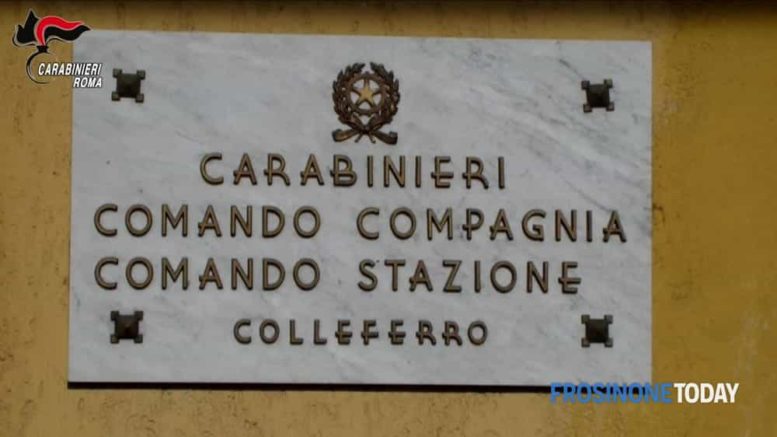 CARABINIERI
ROMA
CARABINIERI
COMANDO COMPAGNIA
COMANDO STAZIONE
COLLEFERRO
FROSINONETODAY